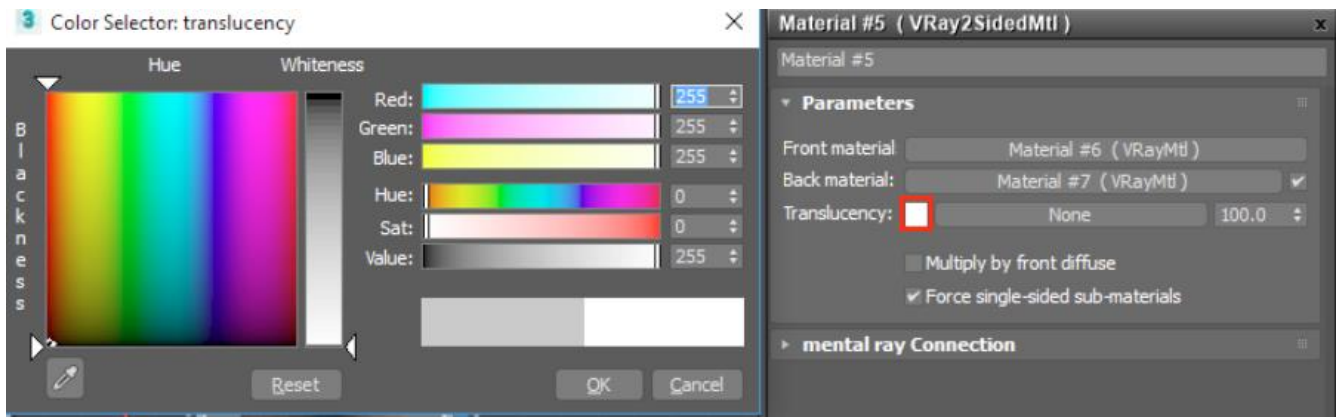 3 Color Selector: translucency
Hue Whiteness
Blackness
Red: 255
Green: 255
Blue: 255
Hue: 0
Sat: 0
Value: 255
Reset OK Cancel
Material #5 ( VRay2SidedMtl )
Material #5
Parameters
Front material Material #6 ( VRayMtl )
Back material: Material #7 ( VRayMtl )
Translucency: None 100.0
Multiply by front diffuse
Force single-sided sub-materials
mental ray Connection